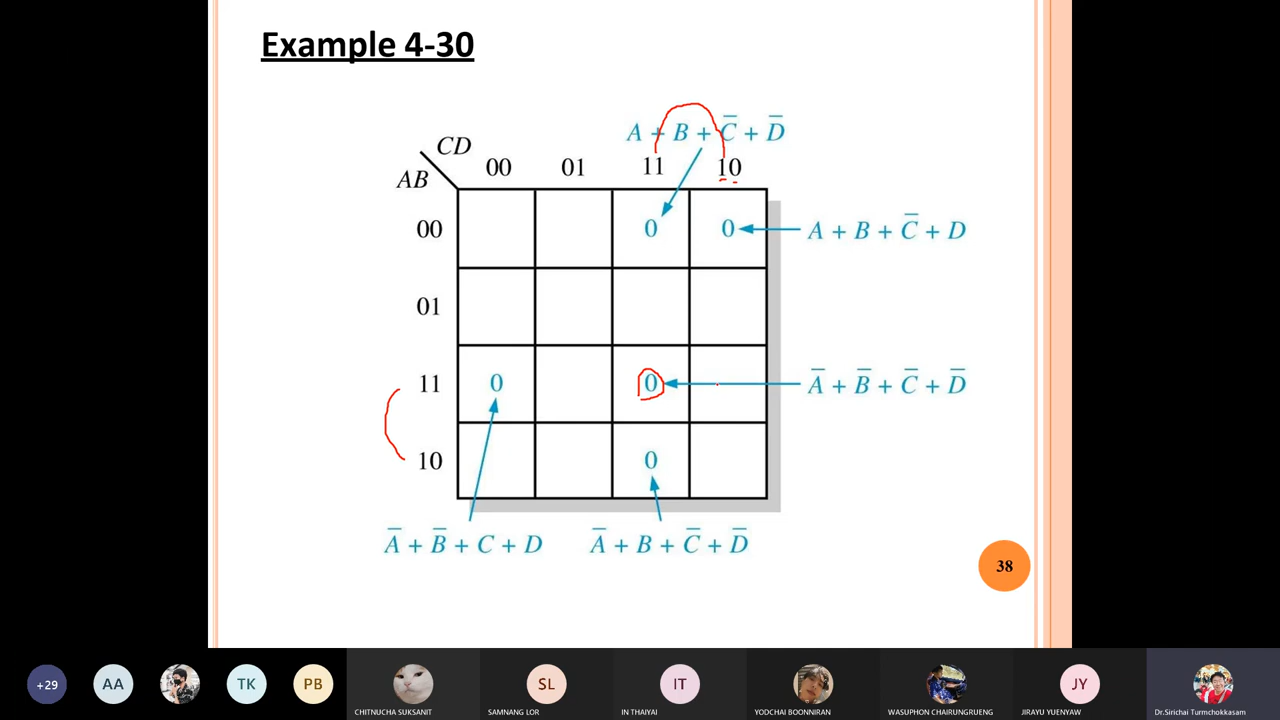 Example 4-30
A + B + C̅ + D̅
CD
AB
00 01 11 10
00 0 0 A + B + C̅ + D
01
11 0 0 A̅ + B̅ + C̅ + D̅
10 0
A̅ + B̅ + C + D A̅ + B + C̅ + D̅
38
+29 AA TK PB SL IT JY
CHITNUCHA SUKSANIT SAMNANG LOR IN THAIYAI YODCHAI BOONNIRAN WASUPHON CHAIRUNGRUENG JIRAYU YUENYAW Dr.Sirichai Turmchokkasam